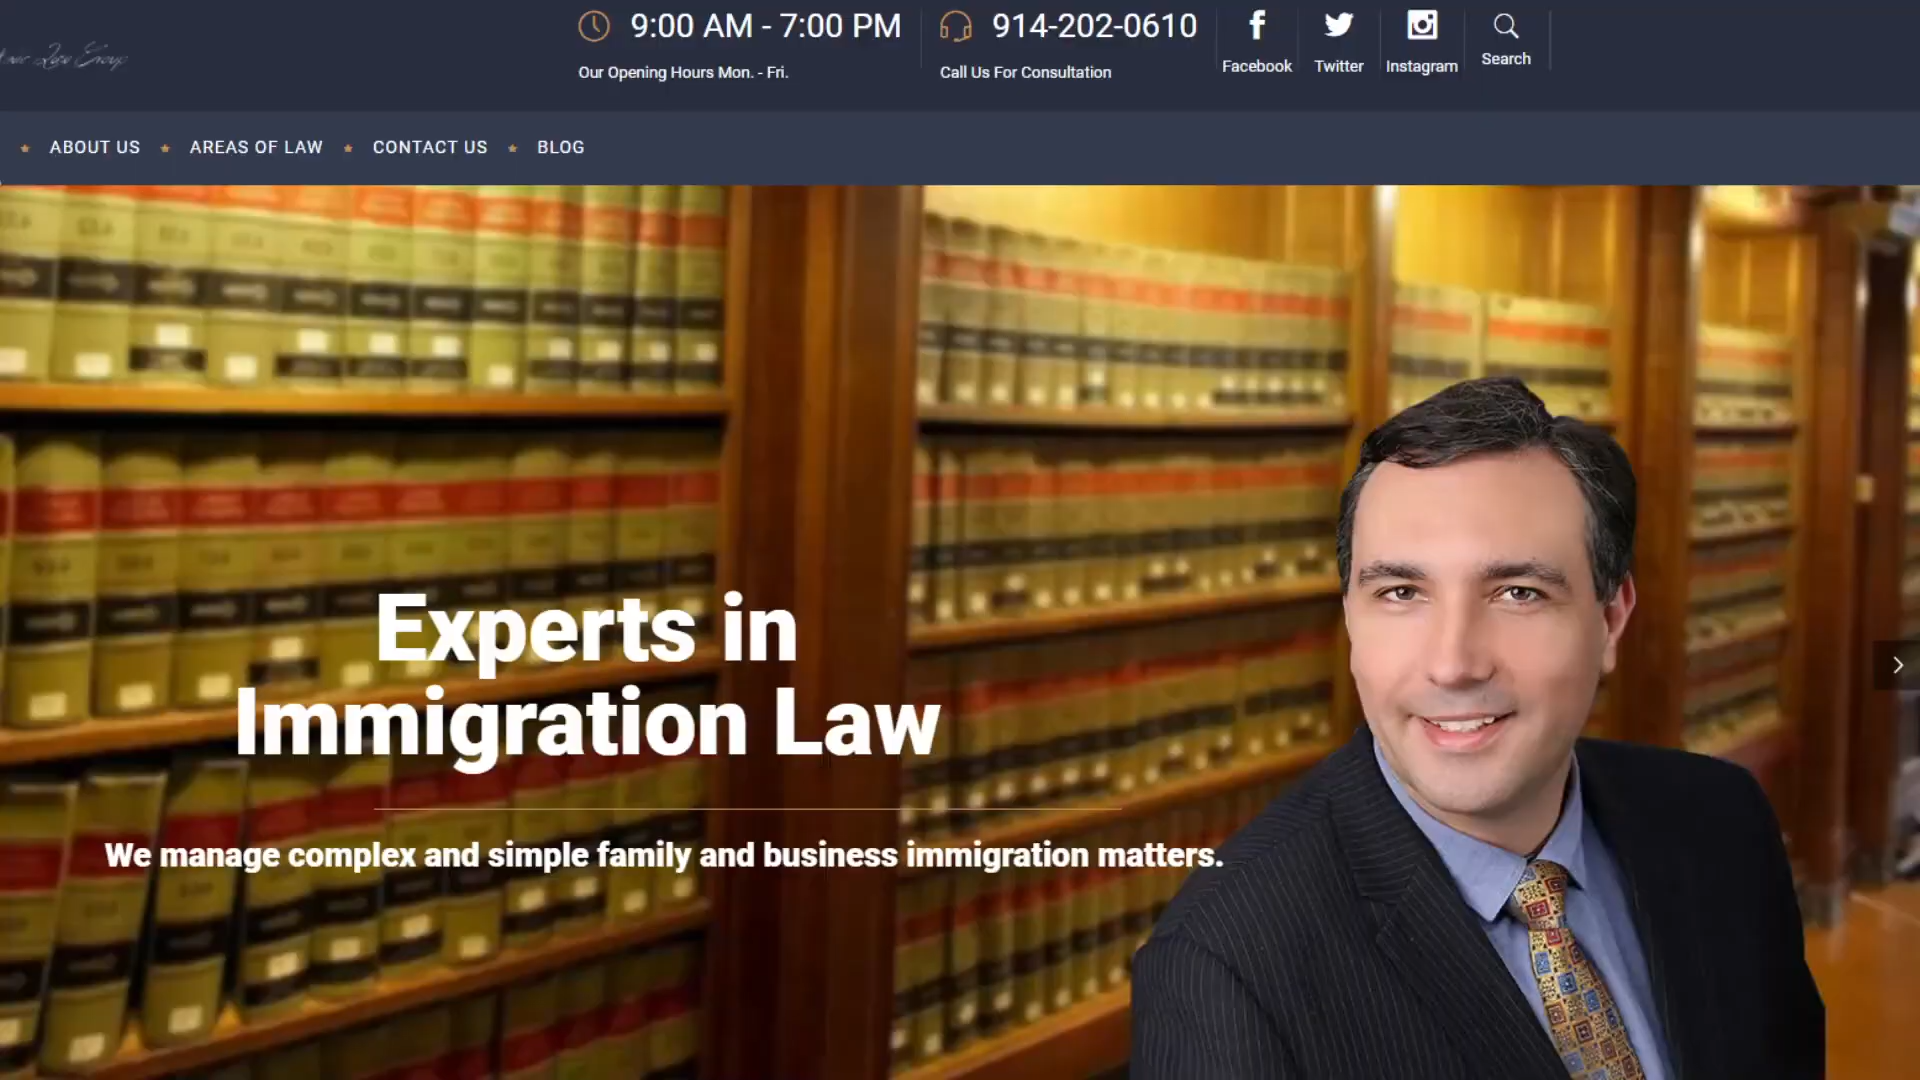 Law Group
9:00 AM - 7:00 PM
Our Opening Hours Mon. - Fri.
914-202-0610
Call Us For Consultation
Facebook
Twitter
Instagram
Search
ABOUT US
AREAS OF LAW
CONTACT US
BLOG
Experts in
Immigration Law
We manage complex and simple family and business immigration matters.